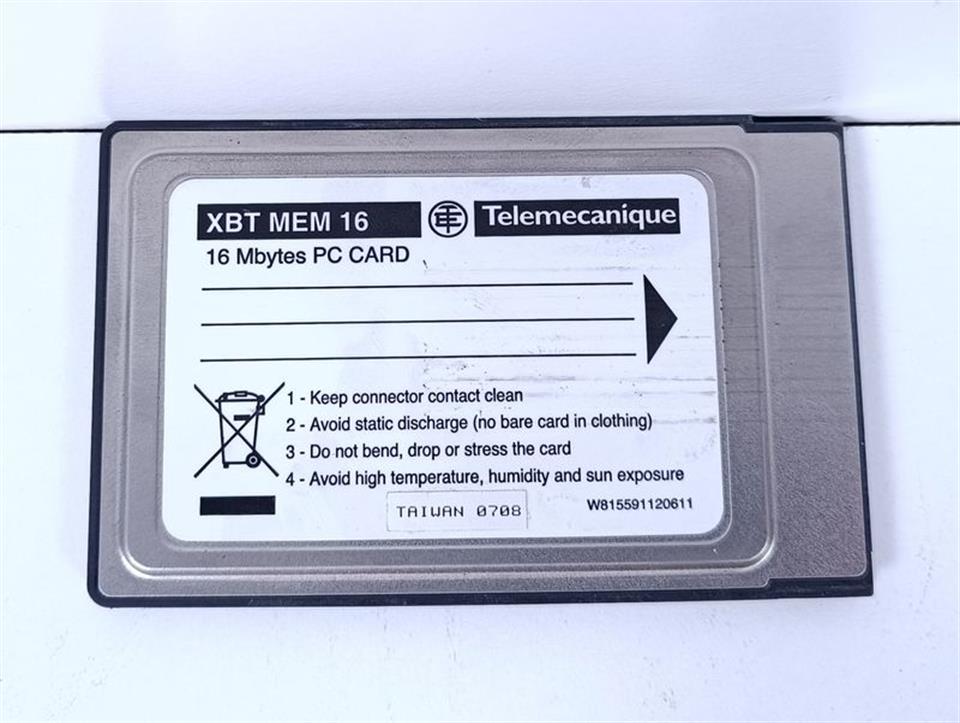 XBT MEM 16 Telemecanique
16 Mbytes PC CARD
1 - Keep connector contact clean
2 - Avoid static discharge (no bare card in clothing)
3 - Do not bend, drop or stress the card
4 - Avoid high temperature, humidity and sun exposure
TAIWAN 0708 W815591120611